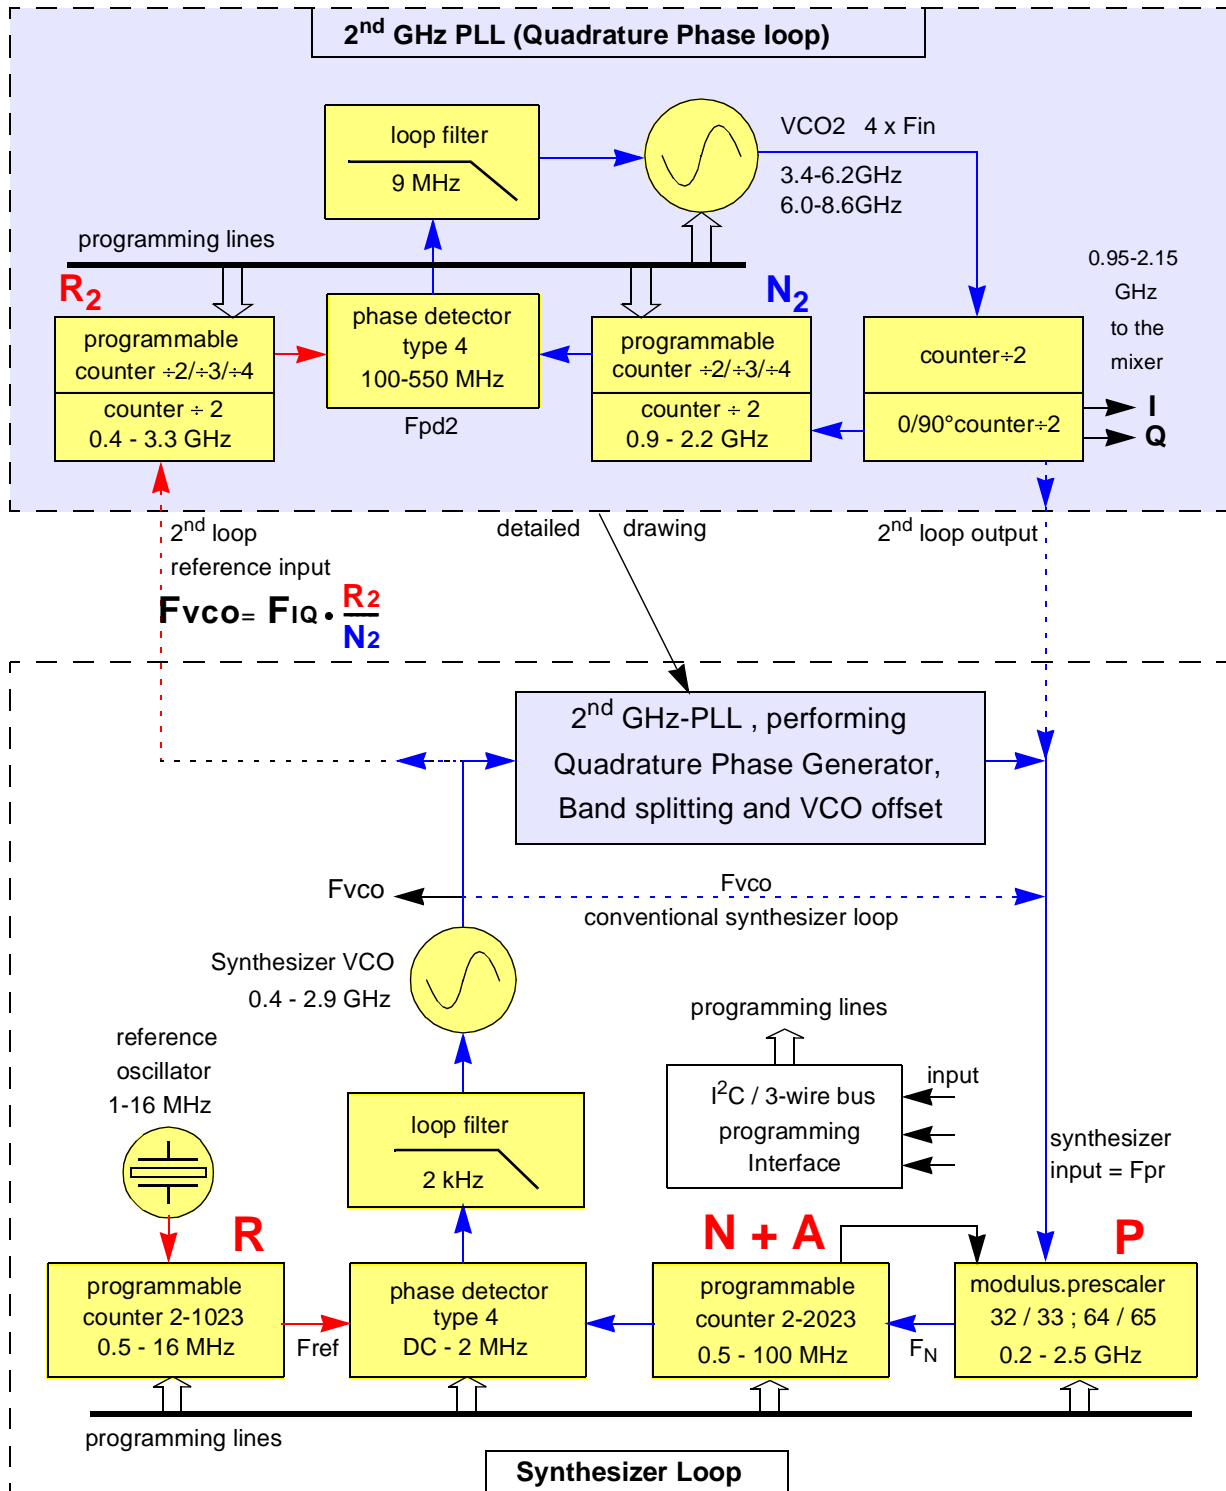 2nd GHz PLL (Quadrature Phase loop)
loop filter
9 MHz
VCO2 4 x Fin
3.4-6.2GHz
6.0-8.6GHz
programming lines
0.95-2.15
GHz
to the
mixer
R2
N2
programmable
counter ÷2/÷3/÷4
counter ÷ 2
0.4 - 3.3 GHz
phase detector
type 4
100-550 MHz
Fpd2
programmable
counter ÷2/÷3/÷4
counter ÷ 2
0.9 - 2.2 GHz
counter÷2
0/90°counter÷2
I
Q
2nd loop
reference input
detailed drawing
2nd loop output
Fvco= FIQ • R2
N2
2nd GHz-PLL , performing
Quadrature Phase Generator,
Band splitting and VCO offset
Fvco
Fvco
conventional synthesizer loop
Synthesizer VCO
0.4 - 2.9 GHz
programming lines
reference
oscillator
1-16 MHz
I2C / 3-wire bus
programming
Interface
input
loop filter
2 kHz
synthesizer
input = Fpr
R
N + A
P
programmable
counter 2-1023
0.5 - 16 MHz
Fref
phase detector
type 4
DC - 2 MHz
programmable
counter 2-2023
0.5 - 100 MHz
FN
modulus.prescaler
32 / 33 ; 64 / 65
0.2 - 2.5 GHz
programming lines
Synthesizer Loop